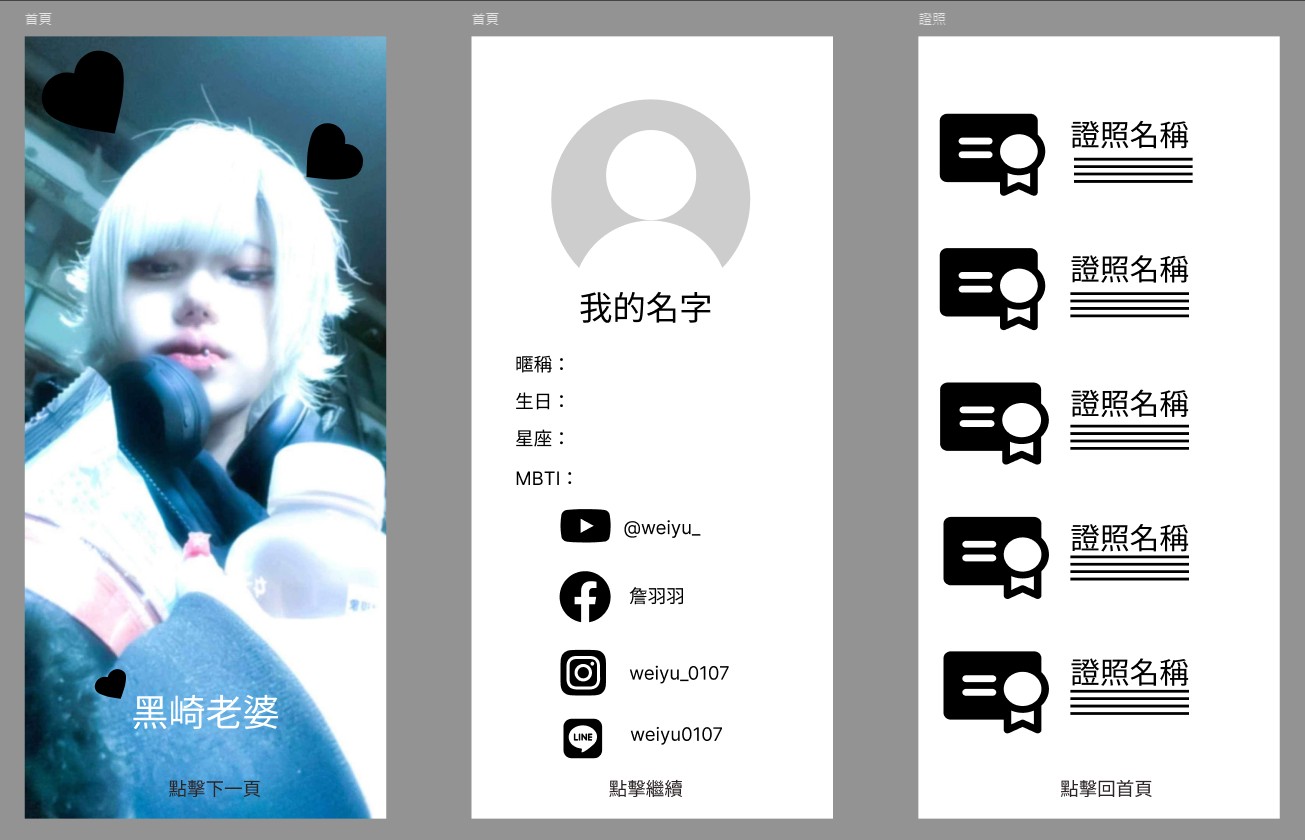 首頁
黑崎老婆
點擊下一頁
首頁
我的名字
暱稱：
生日：
星座：
MBTI：
@weiyu_
詹羽羽
weiyu_0107
LINE
weiyu0107
點擊繼續
證照
證照名稱
證照名稱
證照名稱
證照名稱
證照名稱
點擊回首頁